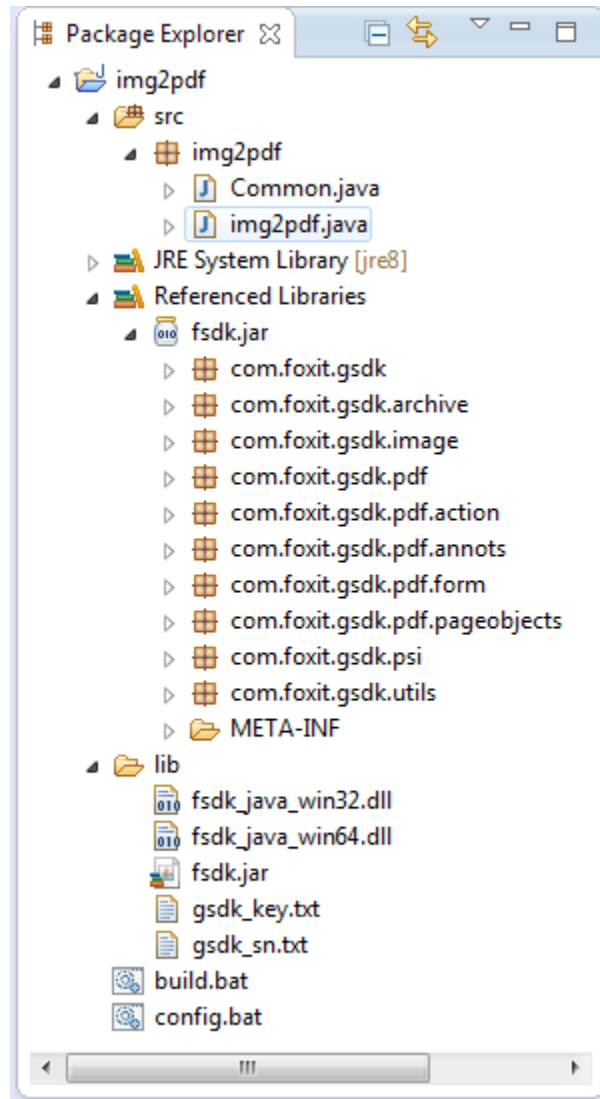 Package Explorer
img2pdf
src
img2pdf
Common.java
img2pdf.java
JRE System Library [jre8]
Referenced Libraries
fsdk.jar
com.foxit.gsdk
com.foxit.gsdk.archive
com.foxit.gsdk.image
com.foxit.gsdk.pdf
com.foxit.gsdk.pdf.action
com.foxit.gsdk.pdf.annots
com.foxit.gsdk.pdf.form
com.foxit.gsdk.pdf.pageobjects
com.foxit.gsdk.psi
com.foxit.gsdk.utils
META-INF
lib
fsdk_java_win32.dll
fsdk_java_win64.dll
fsdk.jar
gsdk_key.txt
gsdk_sn.txt
build.bat
config.bat